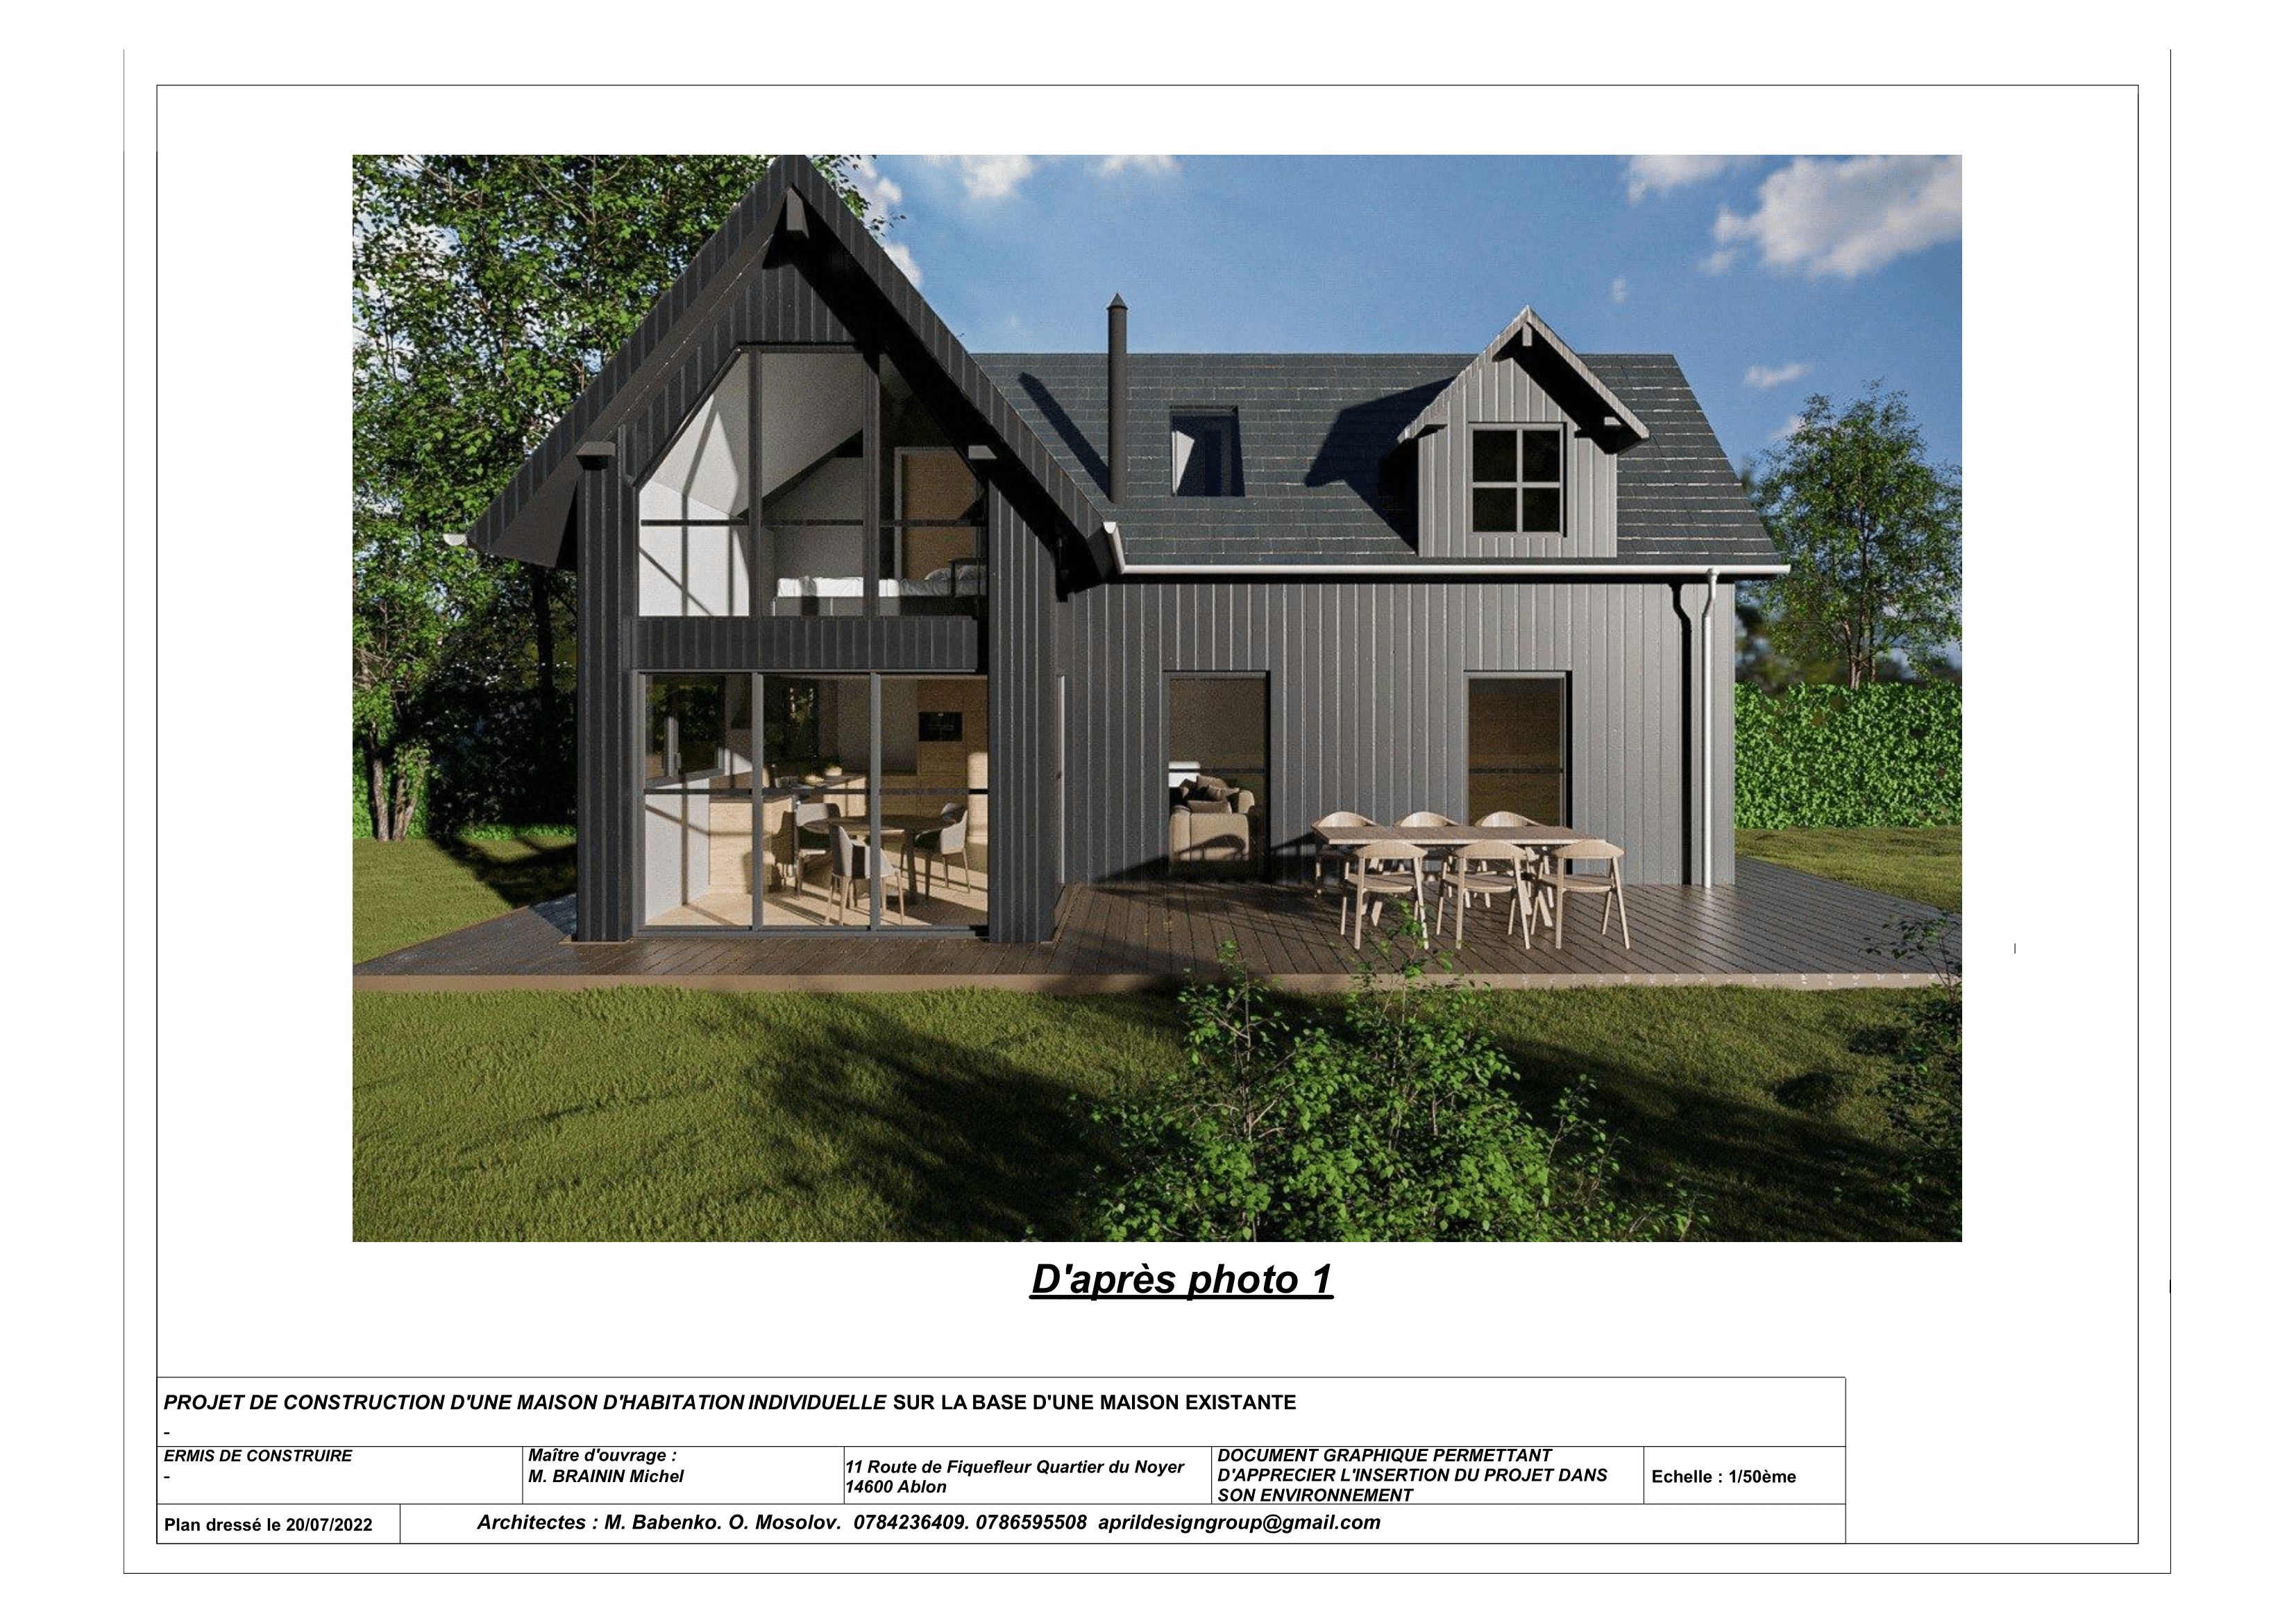 D'après photo 1
PROJET DE CONSTRUCTION D'UNE MAISON D'HABITATION INDIVIDUELLE SUR LA BASE D'UNE MAISON EXISTANTE
-
ERMIS DE CONSTRUIRE
-
Maître d'ouvrage :
M. BRAININ Michel
11 Route de Fiquefleur Quartier du Noyer
14600 Ablon
DOCUMENT GRAPHIQUE PERMETTANT
D'APPRECIER L'INSERTION DU PROJET DANS
SON ENVIRONNEMENT
Echelle : 1/50ème
Plan dressé le 20/07/2022
Architectes : M. Babenko. O. Mosolov. 0784236409. 0786595508 aprildesigngroup@gmail.com